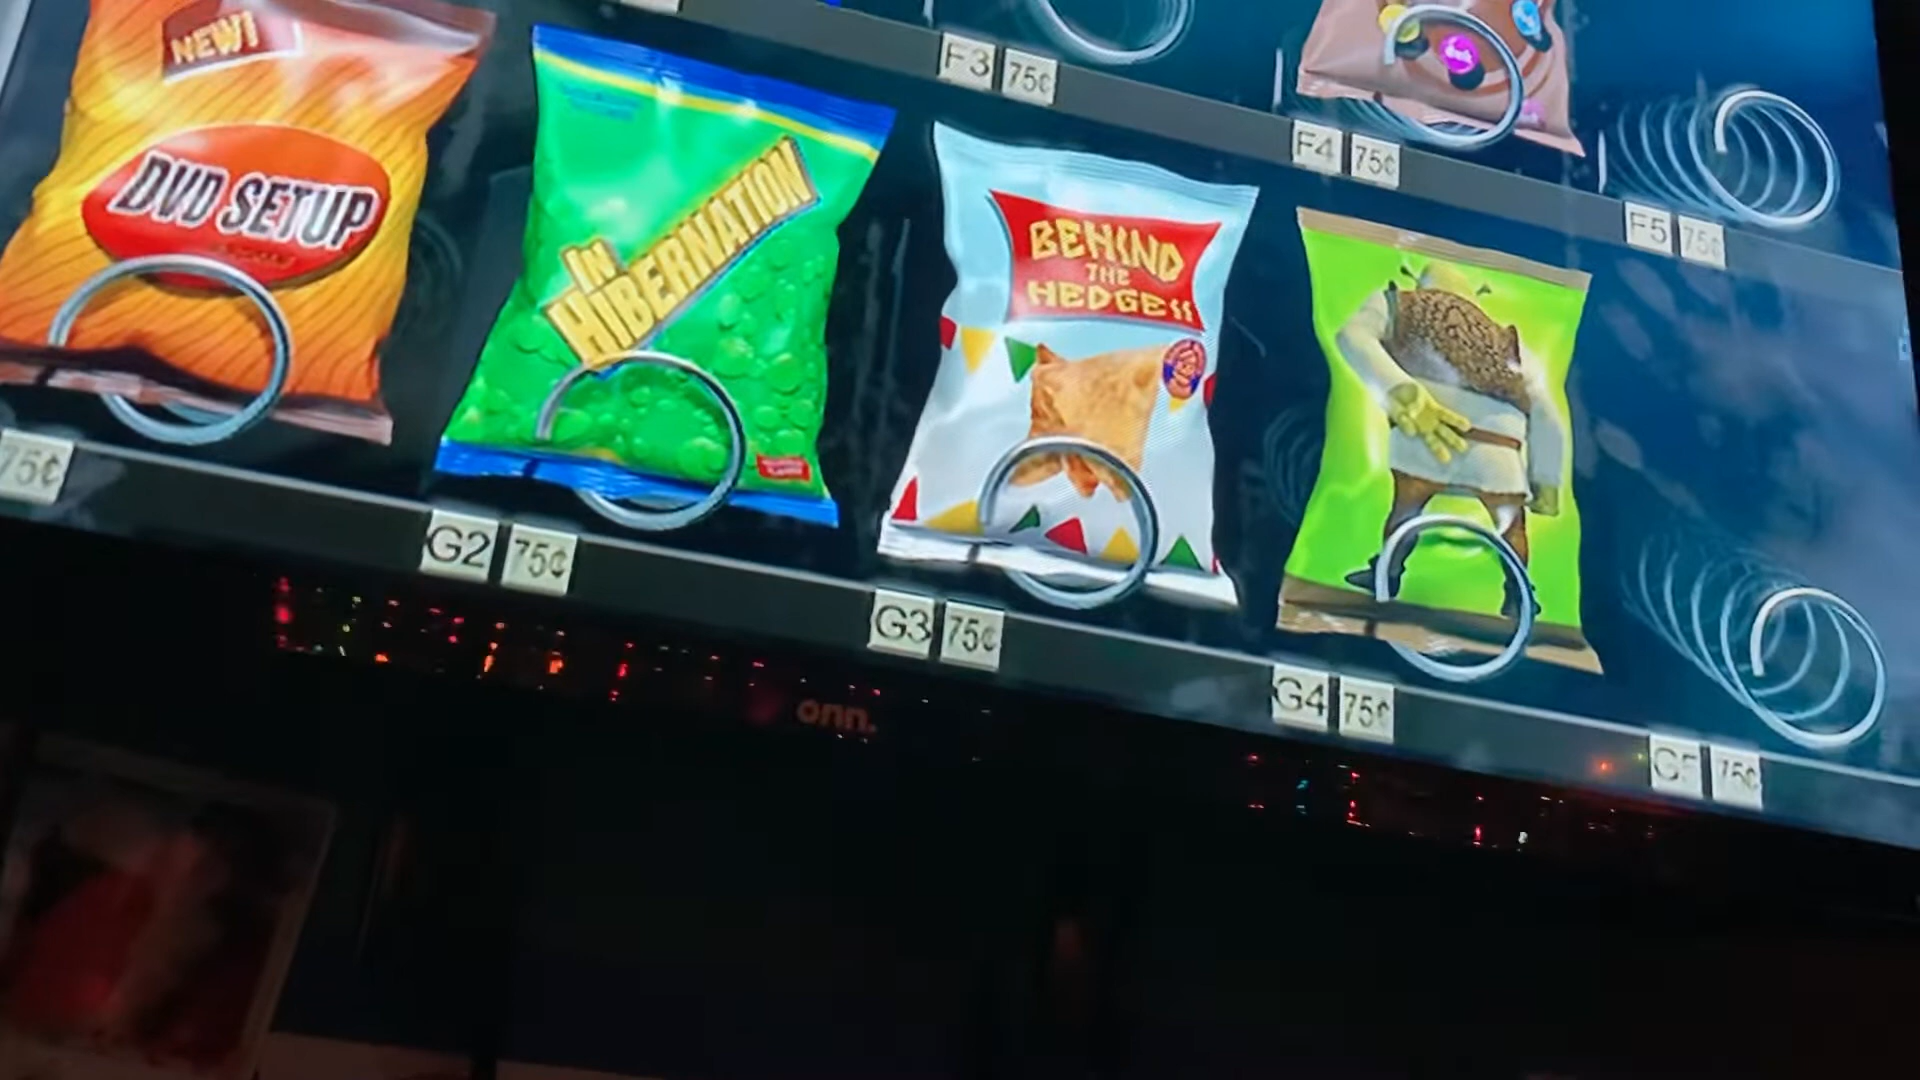 NEW!
DVD SETUP
IN
HIBERNATION
BEHIND
THE
HEDGE!!
F3 75¢
F4 75¢
F5 75¢
75¢
G2 75¢
G3 75¢
G4 75¢
75¢
onn.